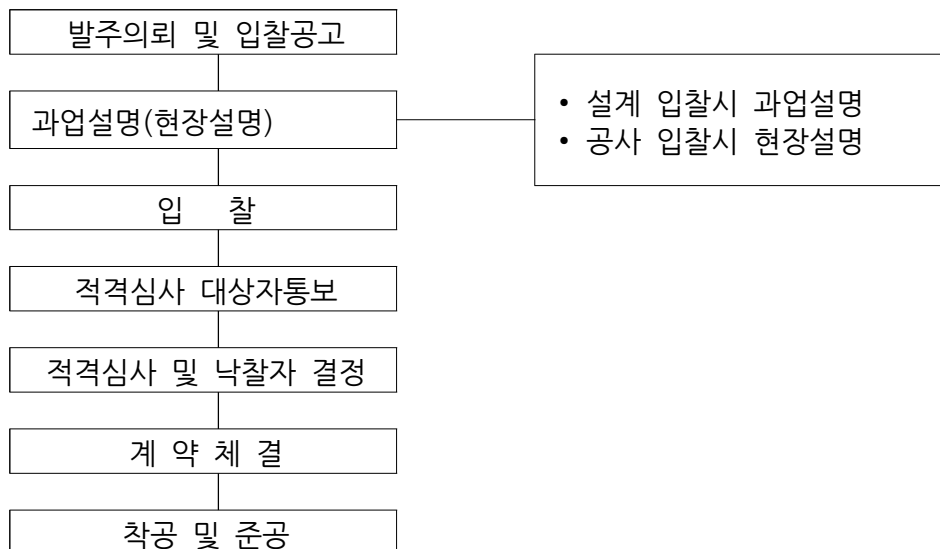 발주의뢰 및 입찰공고
과업설명(현장설명)
• 설계 입찰시 과업설명
• 공사 입찰시 현장설명
입 찰
적격심사 대상자통보
적격심사 및 낙찰자 결정
계 약 체 결
착공 및 준공